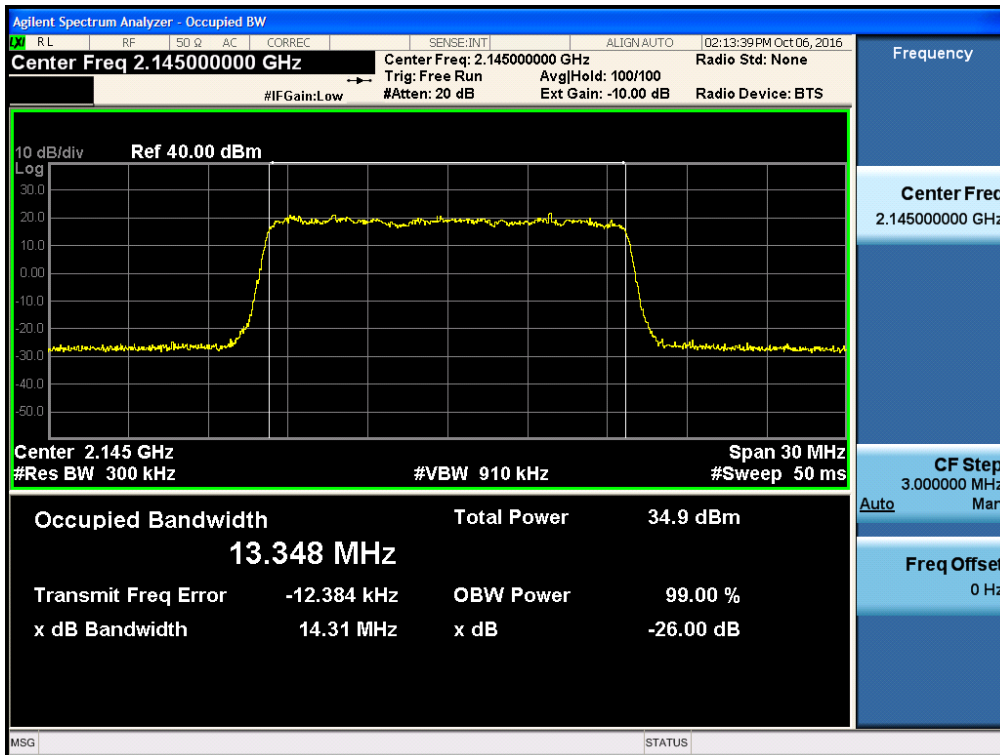 Agilent Spectrum Analyzer - Occupied BW
LXI RL RF 50 Ω AC CORREC SENSE:INT ALIGN AUTO 02:13:39 PM Oct 06, 2016
Center Freq 2.145000000 GHz
Center Freq: 2.145000000 GHz Radio Std: None
Trig: Free Run Avg|Hold: 100/100
#IFGain:Low #Atten: 20 dB Ext Gain: -10.00 dB Radio Device: BTS
10 dB/div Ref 40.00 dBm
Log
30.0
20.0
10.0
0.00
-10.0
-20.0
-30.0
-40.0
-50.0
Center 2.145 GHz Span 30 MHz
#Res BW 300 kHz #VBW 910 kHz #Sweep 50 ms
Occupied Bandwidth Total Power 34.9 dBm
13.348 MHz
Transmit Freq Error -12.384 kHz OBW Power 99.00 %
x dB Bandwidth 14.31 MHz x dB -26.00 dB
MSG STATUS
Frequency
Center Freq
2.145000000 GHz
CF Step
3.000000 MHz
Auto Man
Freq Offset
0 Hz